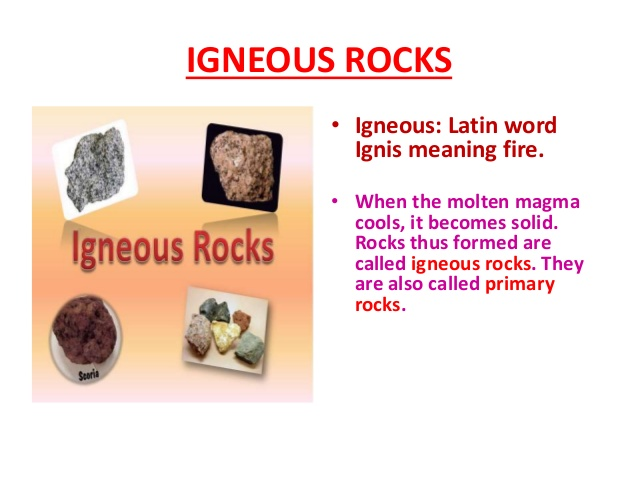 IGNEOUS ROCKS
Igneous Rocks
Scoria
• Igneous: Latin word
Ignis meaning fire.
• When the molten magma
cools, it becomes solid.
Rocks thus formed are
called igneous rocks. They
are also called primary
rocks.